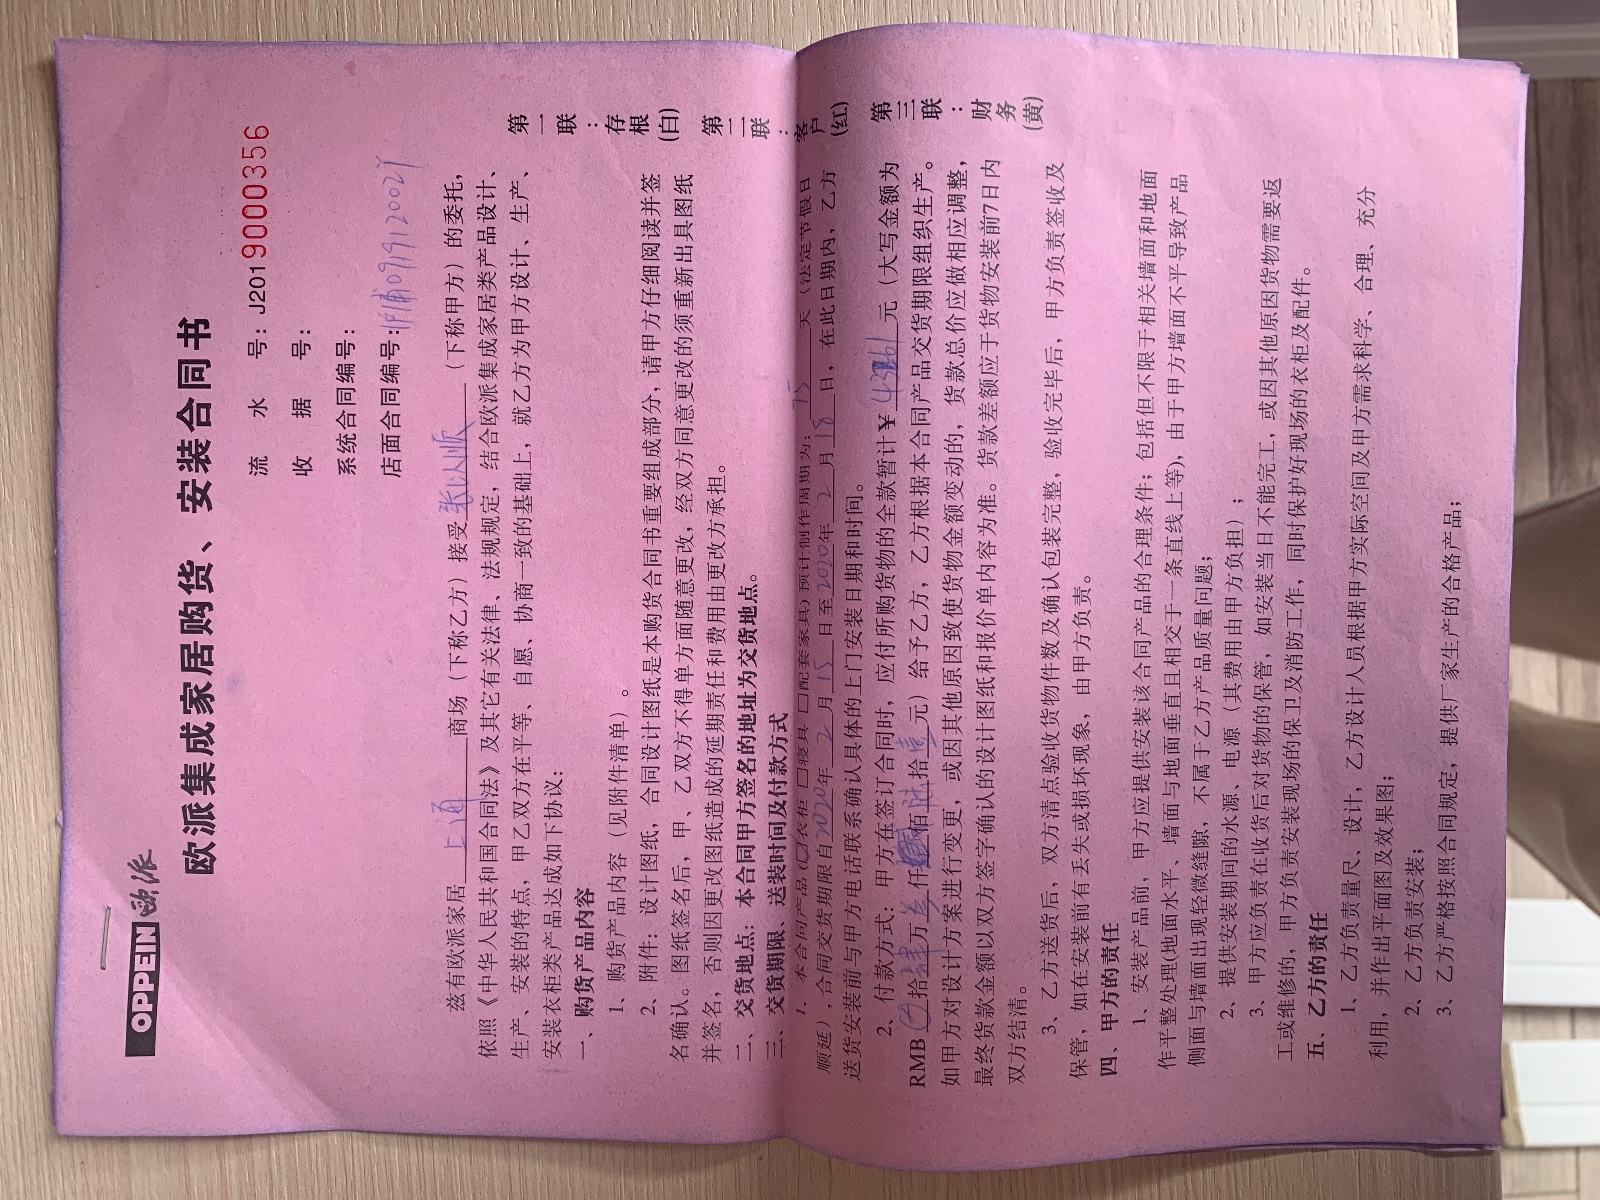 OPPEIN 欧派
欧派集成家居购货、安装合同书
流水号：J2019000356
收据号：
系统合同编号：
店面合同编号：
第一联：存根(白) 第二联：客户(红) 第三联：财务(黄)
兹有欧派家居 上海 商场（下称乙方）接受（下称甲方）的委托，
依照《中华人民共和国合同法》及其它有关法律、法规规定，结合欧派集成家居类产品设计、
生产、安装的特点，甲乙双方在平等、自愿、协商一致的基础上，就乙方为甲方设计、生产、
安装衣柜类产品达成如下协议：
一、购货产品内容
1、购货产品内容（见附件清单）。
2、附件：设计图纸，合同设计图纸是本购货合同书重要组成部分，请甲方仔细阅读并签
名确认。图纸签名后，甲、乙双方不得单方面随意更改，经双方同意更改的须重新出具图纸
并签名，否则因更改图纸造成的延期责任和费用由更改方承担。
二、交货地点：本合同甲方签名的地址为交货地点。
三、交货期限、送装时间及付款方式
1、本合同产品（☑衣柜 □寝具 □配套家具）预计制作周期为：75 天（法定节假日
顺延），合同交货期限自2020年 2 月 15 日至2020年 2 月 18 日，在此日期内，乙方
送货安装前与甲方电话联系确认具体的上门安装日期和时间。
2、付款方式：甲方在签订合同时，应付所购货物的全款暂计¥ 元（大写金额为
RMB 拾 万 仟 佰 陆 拾 壹 元）给予乙方，乙方根据本合同产品交货期限组织生产。
如甲方对设计方案进行变更，或因其他原因致使货物金额变动的，货款总价应做相应调整，
最终货款金额以双方签字确认的设计图纸和报价单内容为准。货款差额应于货物安装前7日内
双方结清。
3、乙方送货后，双方清点验收货物件数及确认包装完整，验收完毕后，甲方负责签收及
保管，如在安装前有丢失或损坏现象，由甲方负责。
四、甲方的责任
1、安装产品前，甲方应提供安装该合同产品的合理条件；包括但不限于相关墙面和地面
作平整处理(地面水平、墙面与地面垂直且相交于一条直线上等)，由于甲方墙面不平导致产品
侧面与墙面出现轻微缝隙，不属于乙方产品质量问题；
2、提供安装期间的水源、电源（其费用由甲方负担）；
3、甲方应负责在收货后对货物的保管，如安装当日不能完工，或因其他原因货物需要返
工或维修的，甲方负责安装现场的保卫及消防工作，同时保护好现场的衣柜及配件。
五、乙方的责任
1、乙方负责量尺、设计，乙方设计人员根据甲方实际空间及甲方需求科学、合理、充分
利用，并作出平面图及效果图；
2、乙方负责安装；
3、乙方严格按照合同规定，提供厂家生产的合格产品；